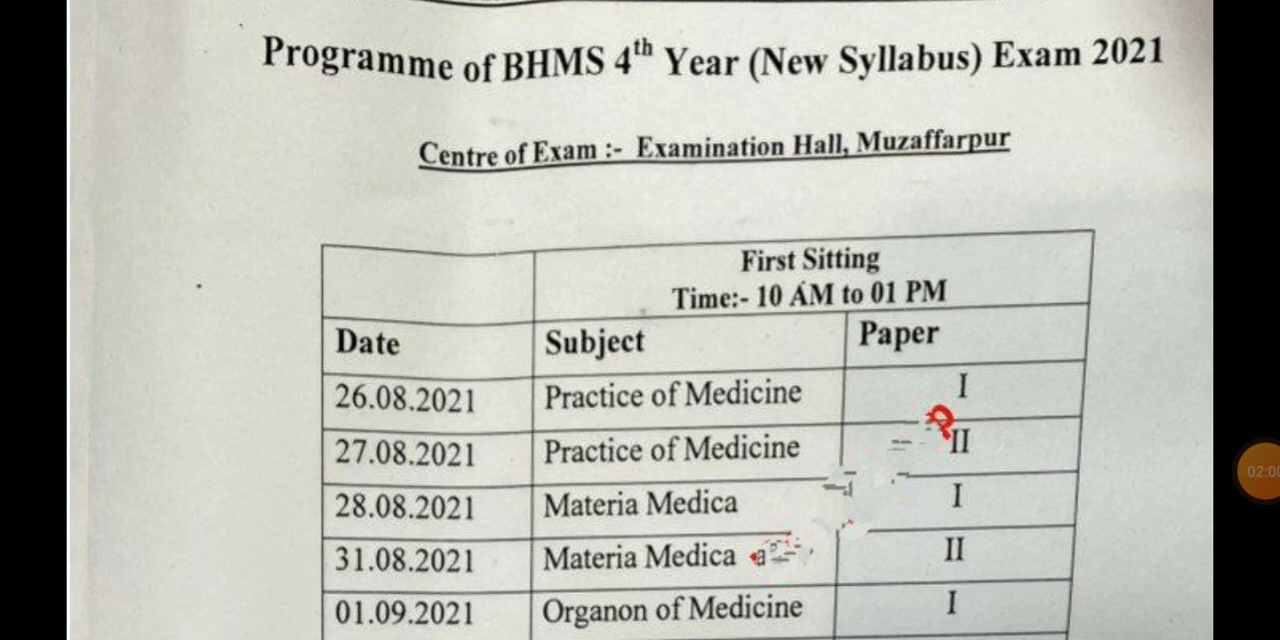 Programme of BHMS 4th Year (New Syllabus) Exam 2021
Centre of Exam :- Examination Hall, Muzaffarpur
First Sitting
Time:- 10 AM to 01 PM
Date Subject Paper
26.08.2021 Practice of Medicine I
27.08.2021 Practice of Medicine II
28.08.2021 Materia Medica I
31.08.2021 Materia Medica II
01.09.2021 Organon of Medicine I